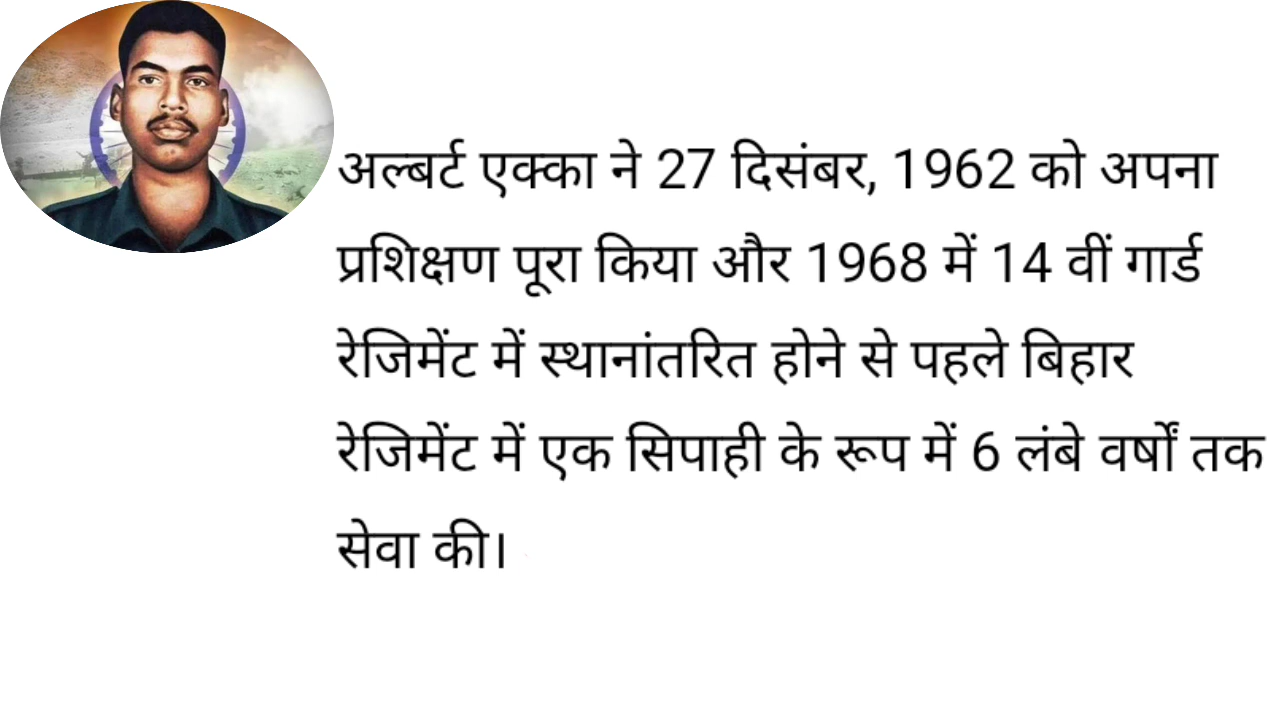 अल्बर्ट एक्का ने 27 दिसंबर, 1962 को अपना
प्रशिक्षण पूरा किया और 1968 में 14 वीं गार्ड
रेजिमेंट में स्थानांतरित होने से पहले बिहार
रेजिमेंट में एक सिपाही के रूप में 6 लंबे वर्षों तक
सेवा की।